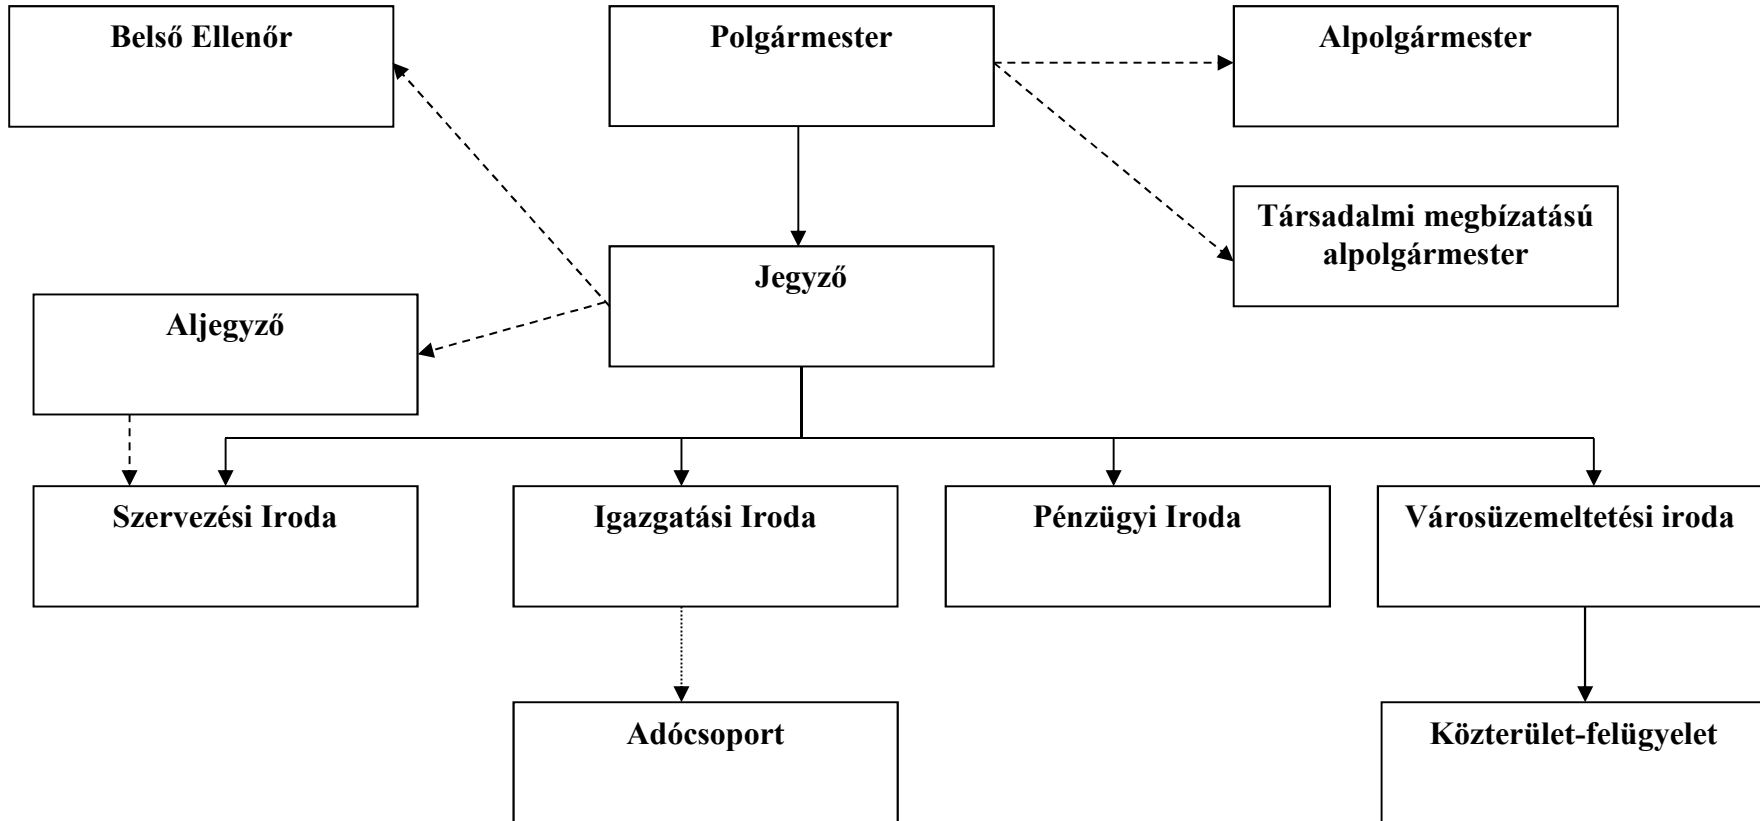 Belső Ellenőr
Polgármester
Alpolgármester
Társadalmi megbízatású
alpolgármester
Jegyző
Aljegyző
Szervezési Iroda
Igazgatási Iroda
Pénzügyi Iroda
Városüzemeltetési iroda
Adócsoport
Közterület-felügyelet